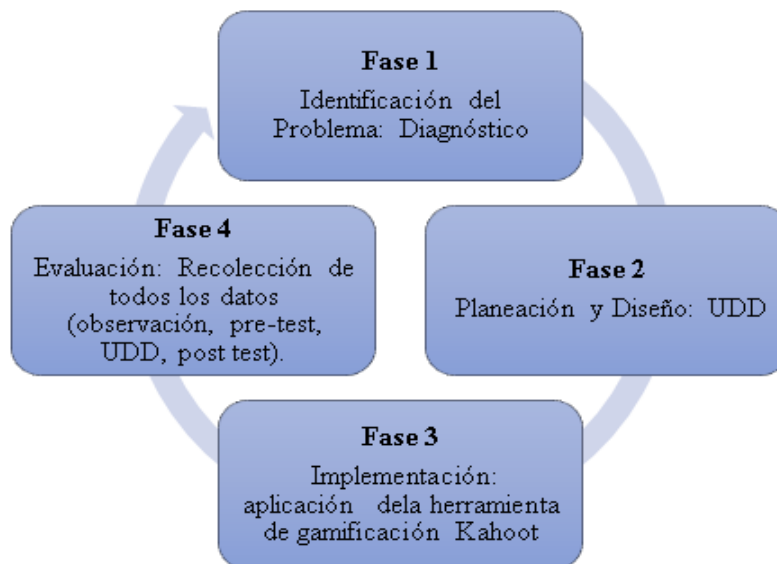 Fase 1
Identificación del
Problema: Diagnóstico
Fase 2
Planeación y Diseño: UDD
Fase 3
Implementación:
aplicación dela herramienta
de gamificación Kahoot
Fase 4
Evaluación: Recolección de
todos los datos
(observación, pre-test,
UDD, post test).